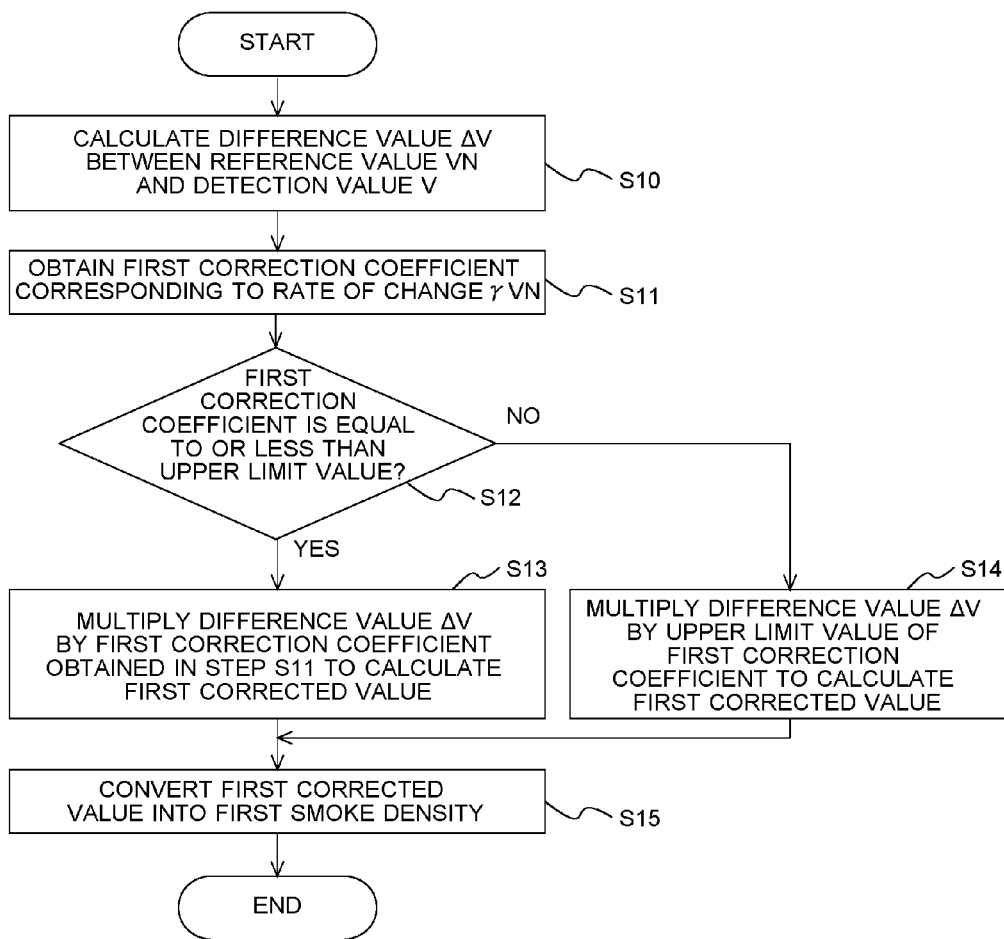 START
CALCULATE DIFFERENCE VALUE ΔV
BETWEEN REFERENCE VALUE VN
AND DETECTION VALUE V
S10
OBTAIN FIRST CORRECTION COEFFICIENT
CORRESPONDING TO RATE OF CHANGE γ VN
S11
FIRST
CORRECTION
COEFFICIENT IS EQUAL
TO OR LESS THAN
UPPER LIMIT VALUE?
NO
S12
YES
S13
MULTIPLY DIFFERENCE VALUE ΔV
BY FIRST CORRECTION COEFFICIENT
OBTAINED IN STEP S11 TO CALCULATE
FIRST CORRECTED VALUE
S14
MULTIPLY DIFFERENCE VALUE ΔV
BY UPPER LIMIT VALUE OF
FIRST CORRECTION
COEFFICIENT TO CALCULATE
FIRST CORRECTED VALUE
CONVERT FIRST CORRECTED
VALUE INTO FIRST SMOKE DENSITY
S15
END